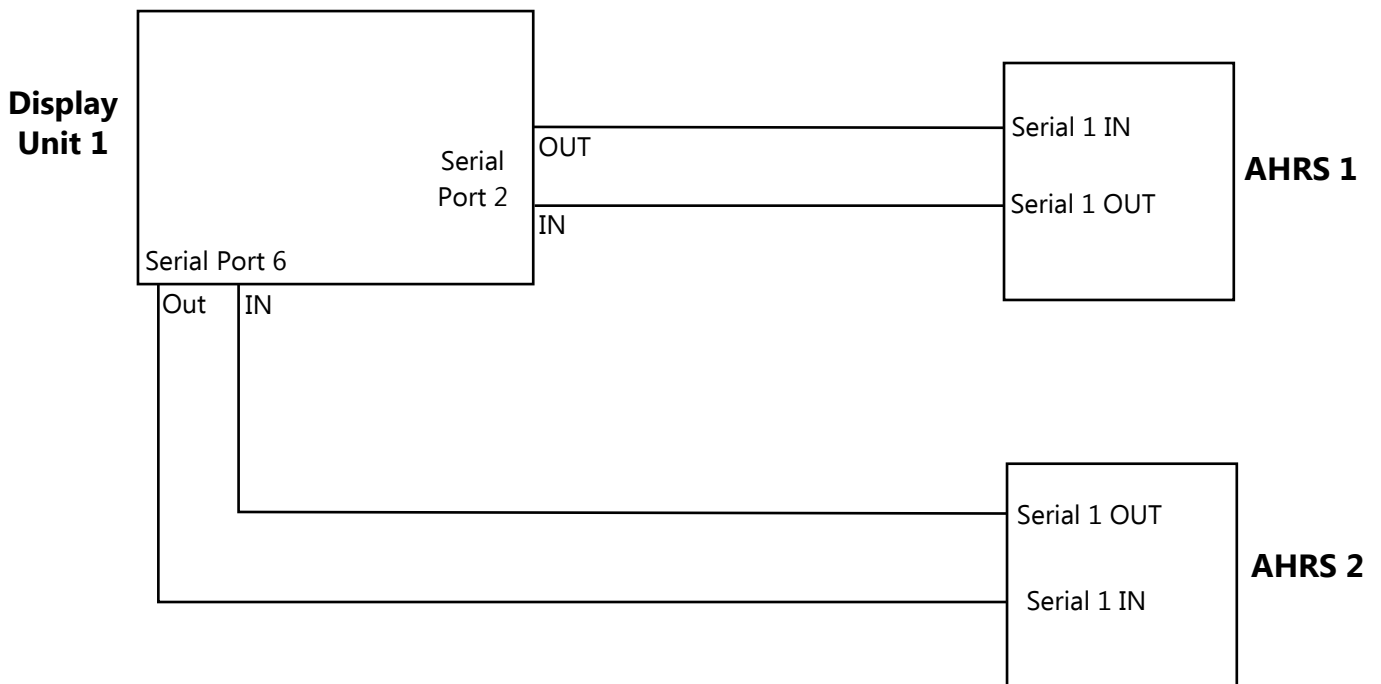 Display
Unit 1
Serial
Port 2
Serial Port 6
OUT
IN
Out
IN
Serial 1 IN
Serial 1 OUT
AHRS 1
Serial 1 OUT
Serial 1 IN
AHRS 2